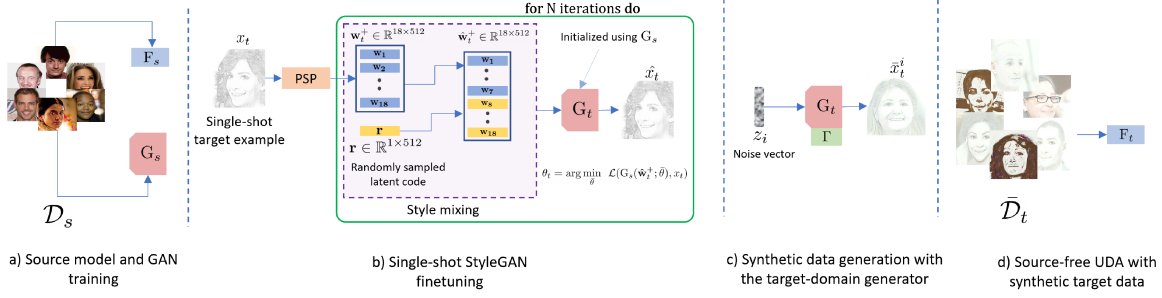 for N iterations do
F_s
G_s
𝒟_s
a) Source model and GAN
training
x_t
PSP
Single-shot
target example
w_t^+ ∈ ℝ^{18×512}
w_1
w_2
w_18
r
r ∈ ℝ^{1×512}
Randomly sampled
latent code
ŵ_t^+ ∈ ℝ^{18×512}
w_1
w_7
w_8
w_18
Style mixing
Initialized using G_s
G_t
x̂_t
θ_t = arg min_θ̄ ℒ(G_s(ŵ_t^+; θ̄), x_t)
b) Single-shot StyleGAN
finetuning
z_i
Noise vector
G_t
Γ
x̄_t^i
c) Synthetic data generation with
the target-domain generator
F_t
𝒟̄_t
d) Source-free UDA with
synthetic target data